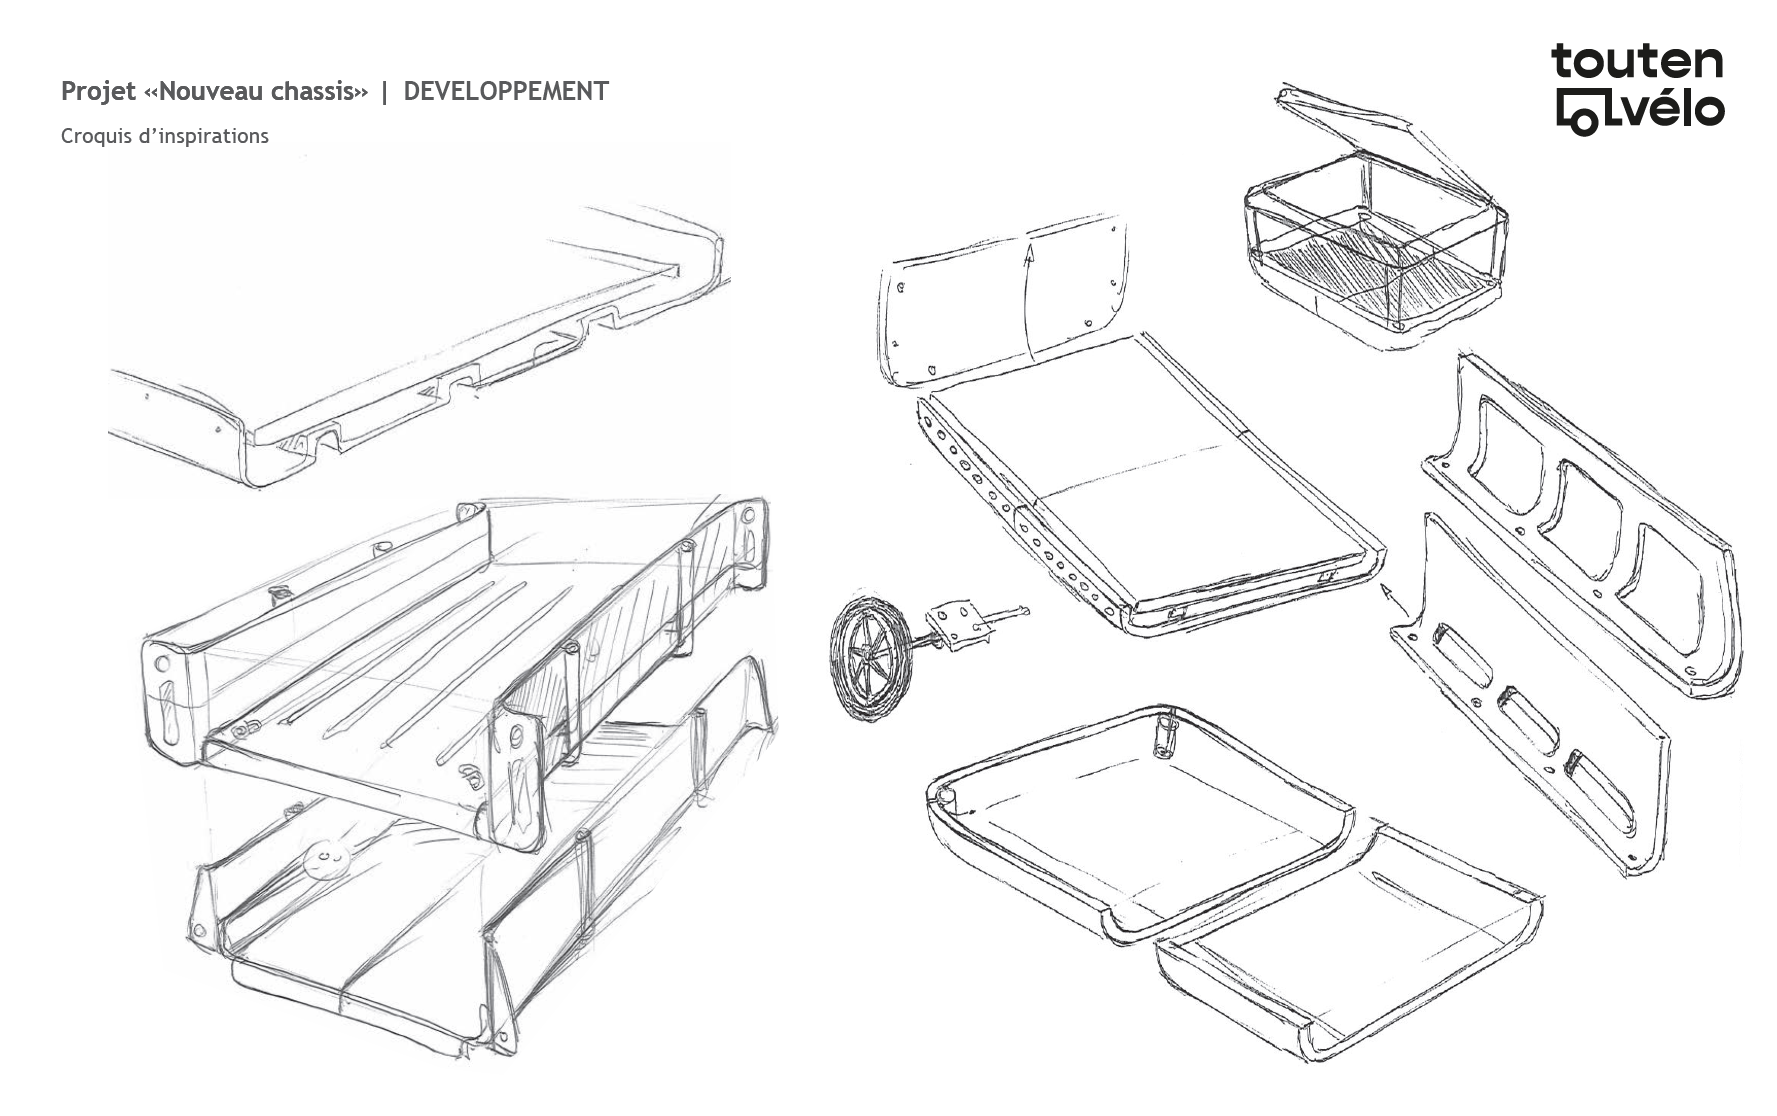 Projet «Nouveau chassis» | DEVELOPPEMENT
Croquis d’inspirations
touten
vélo